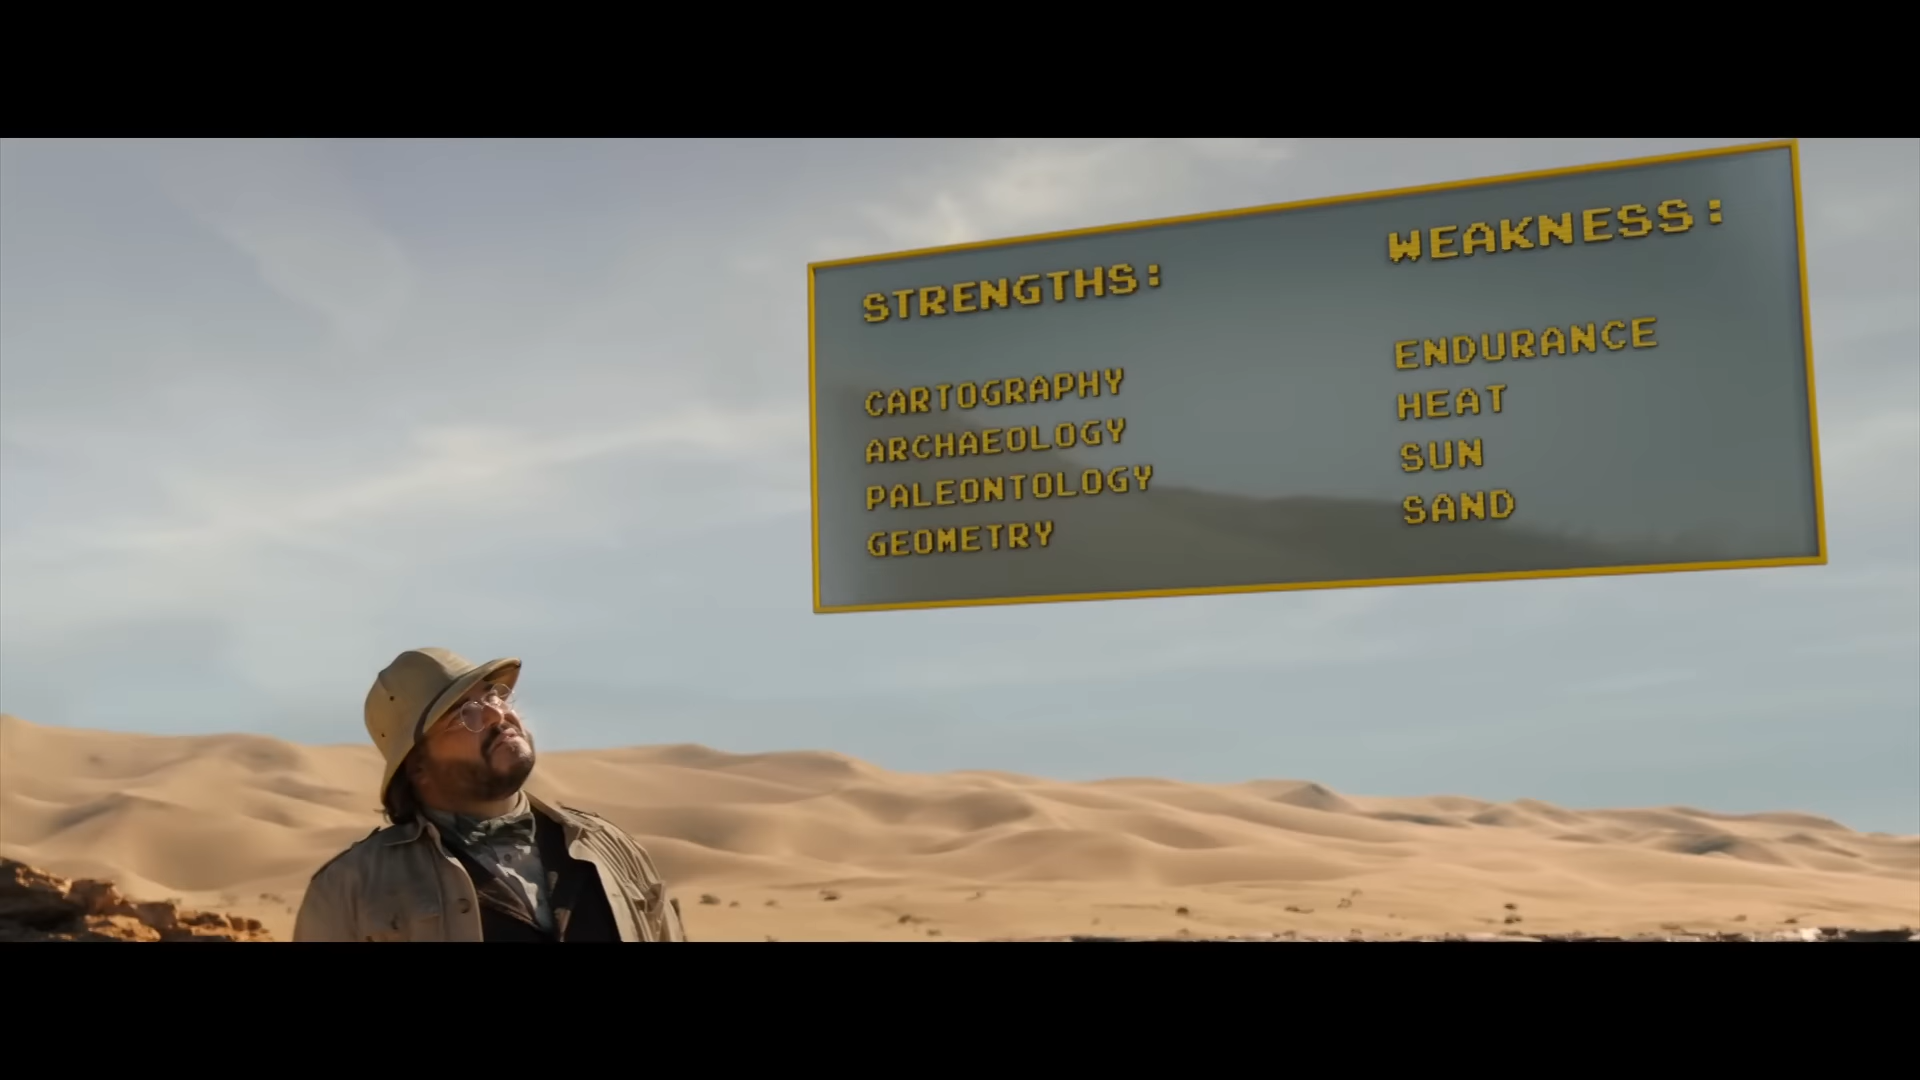 STRENGTHS:
CARTOGRAPHY
ARCHAEOLOGY
PALEONTOLOGY
GEOMETRY
WEAKNESS:
ENDURANCE
HEAT
SUN
SAND